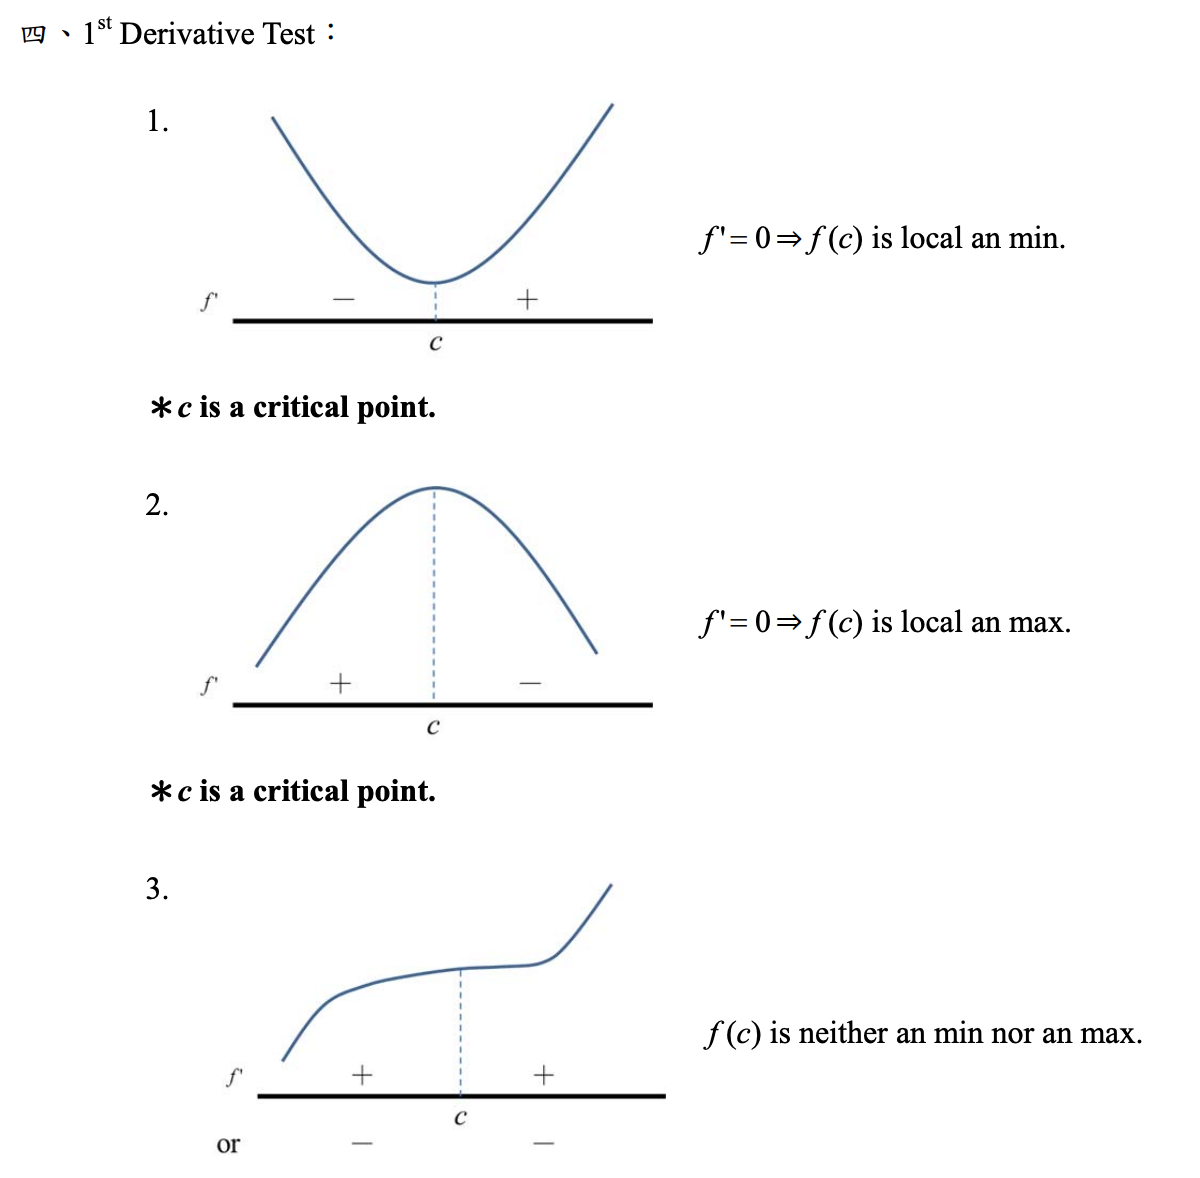 四、1st Derivative Test：
1.
f'= 0⇒f(c) is local an min.
f' − +
c
*c is a critical point.
2.
f'= 0⇒f(c) is local an max.
f' + −
c
*c is a critical point.
3.
f(c) is neither an min nor an max.
f' + +
c
or − −